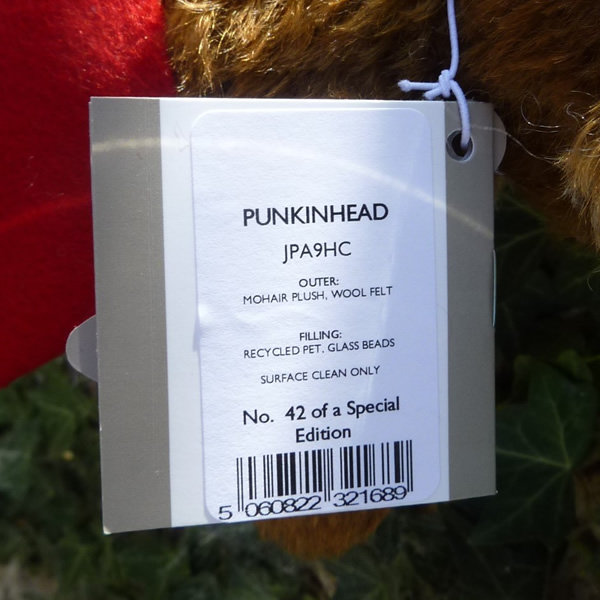 PUNKINHEAD
JPA9HC
OUTER:
MOHAIR PLUSH, WOOL FELT
FILLING:
RECYCLED PET, GLASS BEADS
SURFACE CLEAN ONLY
No. 42 of a Special
Edition
5 060822 321689